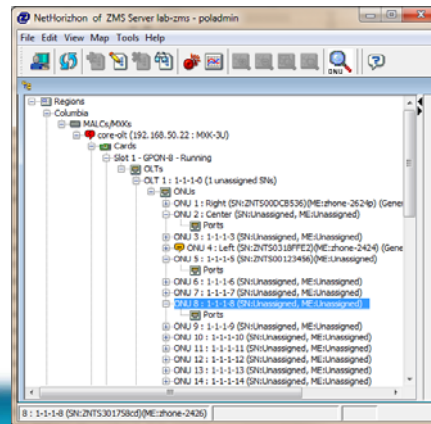 NetHorizhon of ZMS Server lab-zms - poladmin
File Edit View Map Tools Help
ONU
Regions
Columbia
MALCs/MXKs
core-olt (192.168.50.22 : MXK-3U)
Cards
Slot 1 - GPON-8 - Running
OLTs
OLT 1 : 1-1-1-0 (1 unassigned SNs)
ONUs
ONU 1 : Right (SN:ZNTS00DCB536)(ME:zhone-2624p) (Gene
ONU 2 : Center (SN:Unassigned, ME:Unassigned)
Ports
ONU 3 : 1-1-1-3 (SN:Unassigned, ME:Unassigned)
ONU 4 : Left (SN:ZNTS0318FFE2)(ME:zhone-2424) (Gene
ONU 5 : 1-1-1-5 (SN:ZNTS00123456)(ME:Unassigned)
Ports
ONU 6 : 1-1-1-6 (SN:Unassigned, ME:Unassigned)
ONU 7 : 1-1-1-7 (SN:Unassigned, ME:Unassigned)
ONU 8 : 1-1-1-8 (SN:Unassigned, ME:Unassigned)
Ports
ONU 9 : 1-1-1-9 (SN:Unassigned, ME:Unassigned)
ONU 10 : 1-1-1-10 (SN:Unassigned, ME:Unassigned)
ONU 11 : 1-1-1-11 (SN:Unassigned, ME:Unassigned)
ONU 12 : 1-1-1-12 (SN:Unassigned, ME:Unassigned)
ONU 13 : 1-1-1-13 (SN:Unassigned, ME:Unassigned)
ONU 14 : 1-1-1-14 (SN:Unassigned, ME:Unassigned)
8 : 1-1-1-8 (SN:ZNTS301758cd)(ME:zhone-2426)